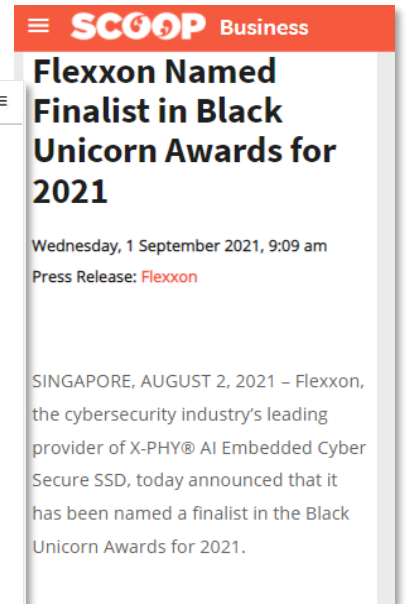 SCOOP Business
Flexxon Named
Finalist in Black
Unicorn Awards for
2021
Wednesday, 1 September 2021, 9:09 am
Press Release: Flexxon
SINGAPORE, AUGUST 2, 2021 – Flexxon,
the cybersecurity industry's leading
provider of X-PHY® AI Embedded Cyber
Secure SSD, today announced that it
has been named a finalist in the Black
Unicorn Awards for 2021.